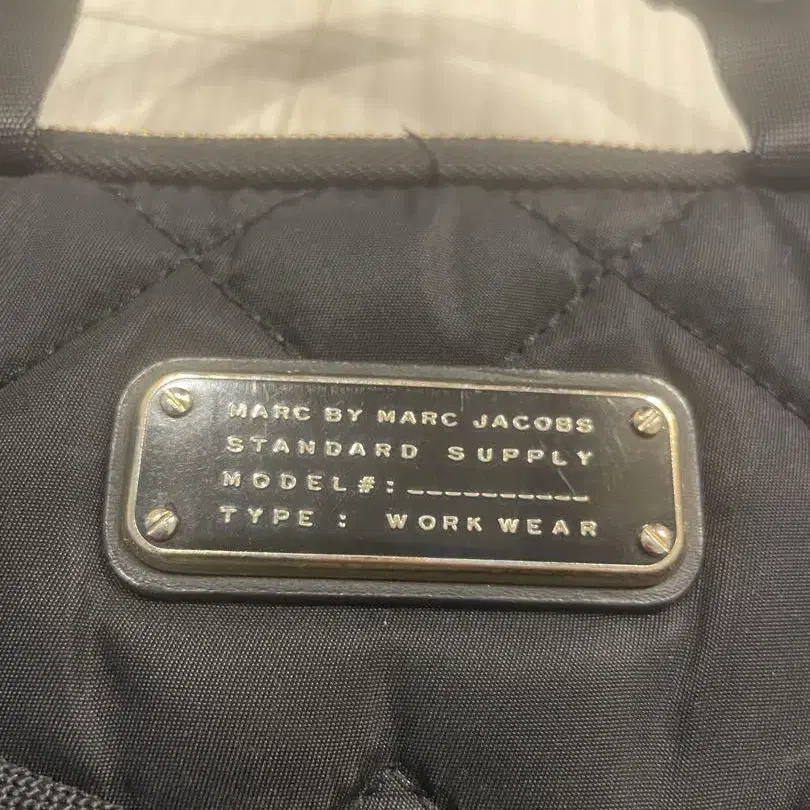 MARC BY MARC JACOBS
STANDARD SUPPLY
MODEL#:__________
TYPE: WORK WEAR